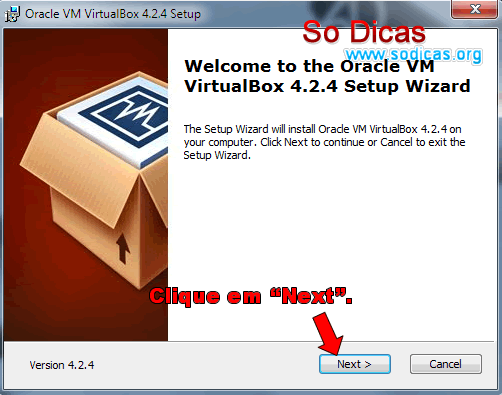 Oracle VM VirtualBox 4.2.4 Setup
So Dicas
www.sodicas.org
Welcome to the Oracle VM
VirtualBox 4.2.4 Setup Wizard
The Setup Wizard will install Oracle VM VirtualBox 4.2.4 on
your computer. Click Next to continue or Cancel to exit the
Setup Wizard.
Clique em “Next”.
Version 4.2.4
Next >
Cancel